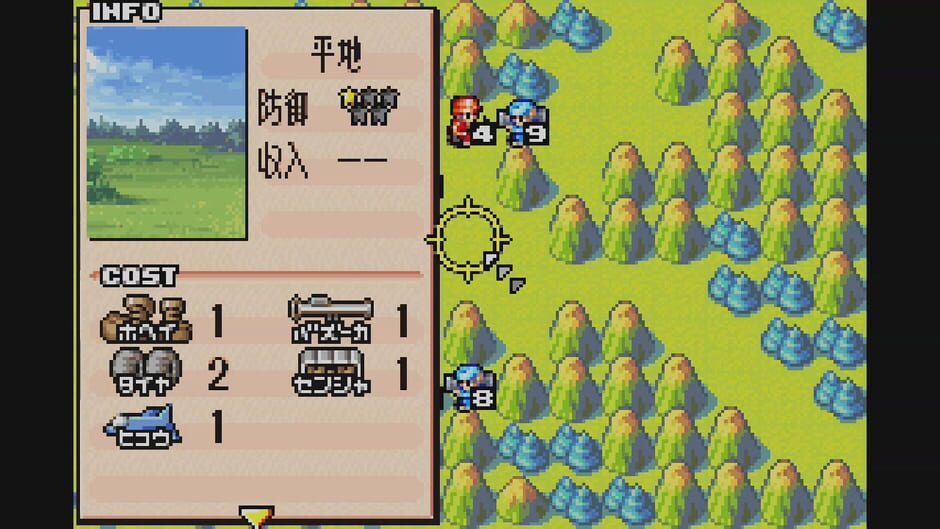 INFO
平地
防御
収入 ーー
4 9
COST
ホヘイ 1 バズーカ 1
タイヤ 2 センシャ 1
ヒコウ 1
8